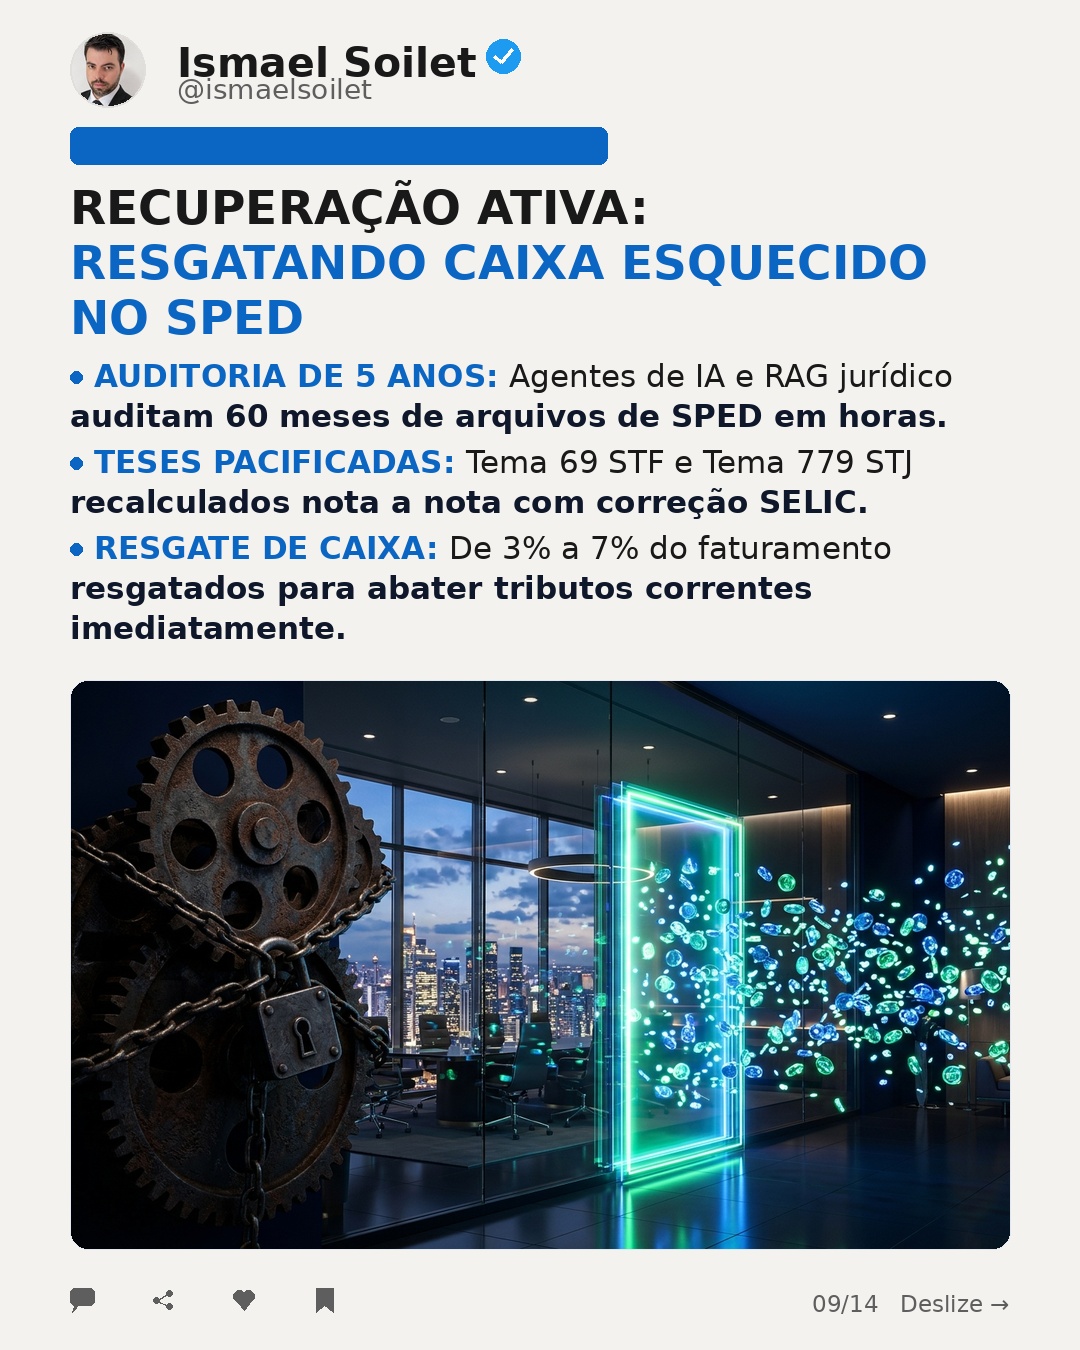 Ismael Soilet
@ismaelsoilet
RECUPERAÇÃO ATIVA:
RESGATANDO CAIXA ESQUECIDO
NO SPED
• AUDITORIA DE 5 ANOS: Agentes de IA e RAG jurídico
auditam 60 meses de arquivos de SPED em horas.
• TESES PACIFICADAS: Tema 69 STF e Tema 779 STJ
recalculados nota a nota com correção SELIC.
• RESGATE DE CAIXA: De 3% a 7% do faturamento
resgatados para abater tributos correntes
imediatamente.
09/14 Deslize →